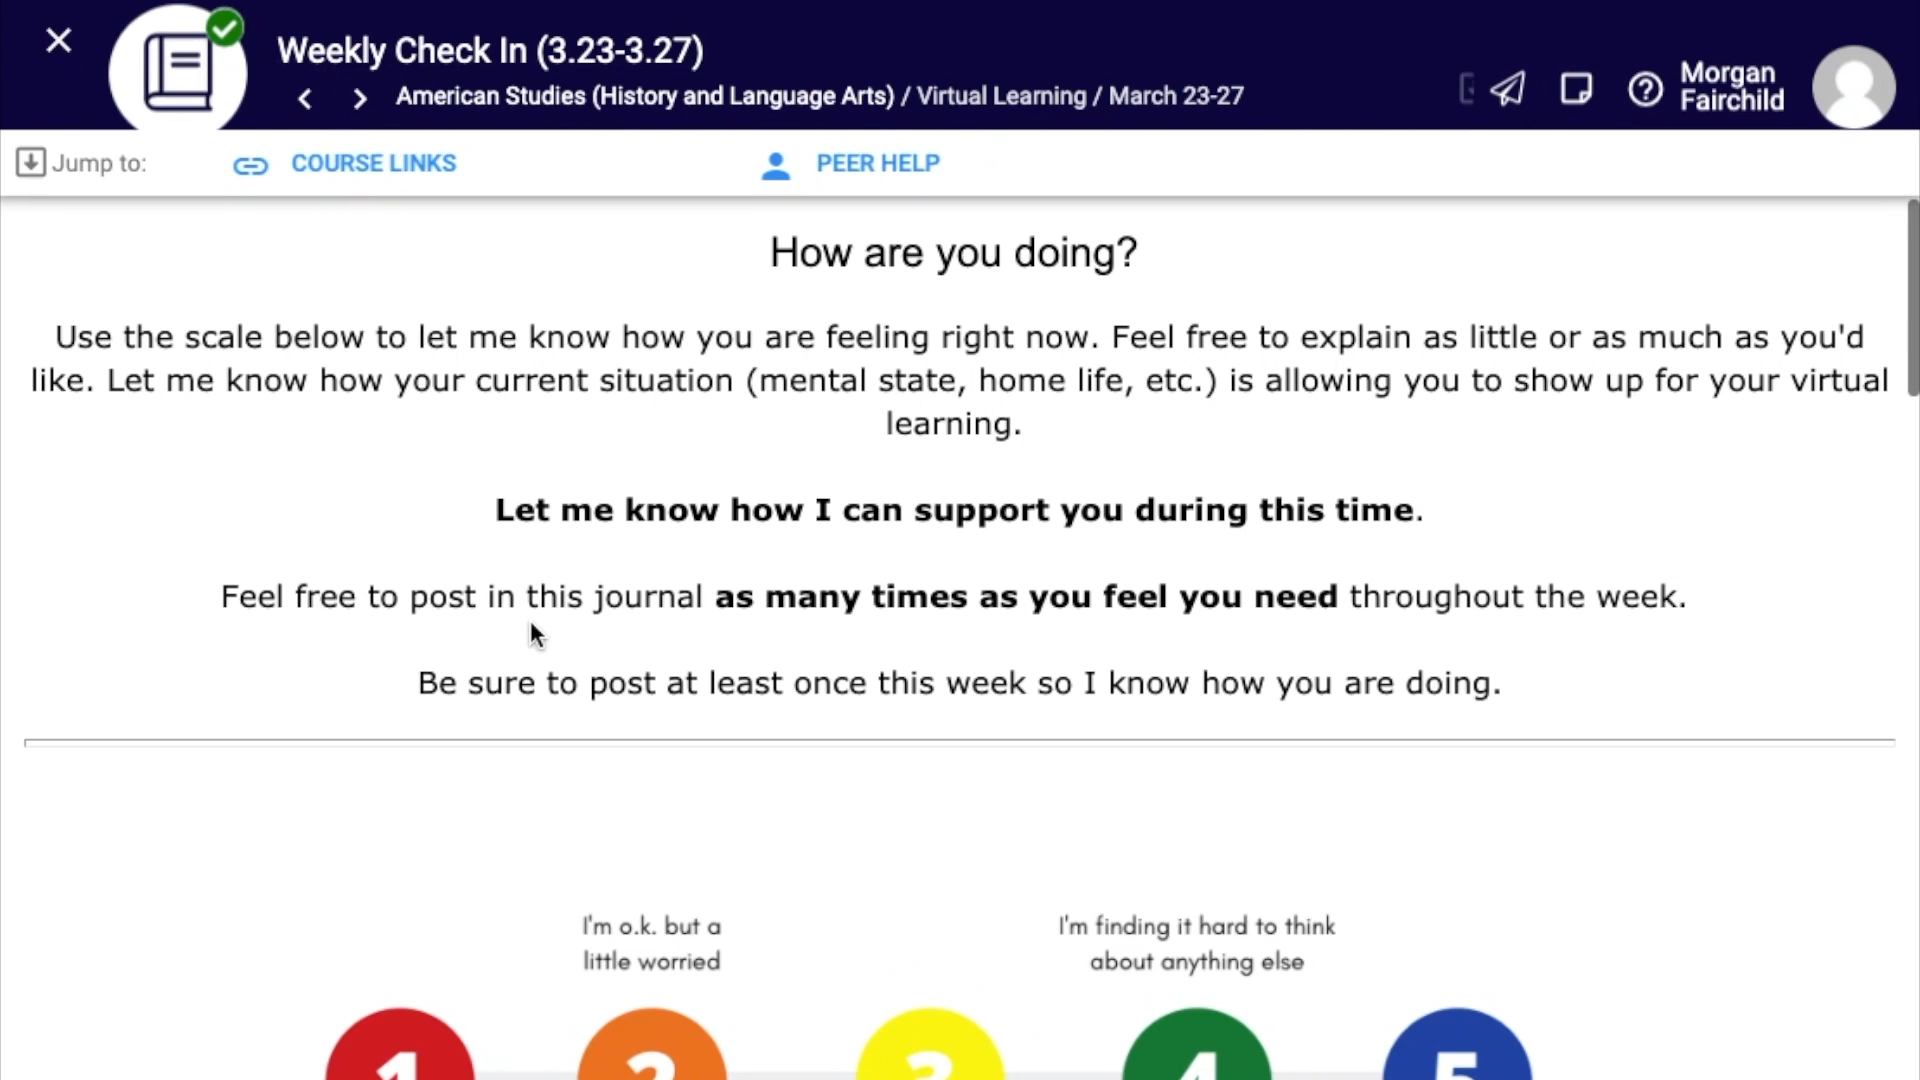 Weekly Check In (3.23-3.27)
American Studies (History and Language Arts) / Virtual Learning / March 23-27
Morgan
Fairchild
Jump to:
COURSE LINKS
PEER HELP
How are you doing?
Use the scale below to let me know how you are feeling right now. Feel free to explain as little or as much as you'd
like. Let me know how your current situation (mental state, home life, etc.) is allowing you to show up for your virtual
learning.
Let me know how I can support you during this time.
Feel free to post in this journal as many times as you feel you need throughout the week.
Be sure to post at least once this week so I know how you are doing.
I'm o.k. but a
little worried
I'm finding it hard to think
about anything else
1 2 3 4 5